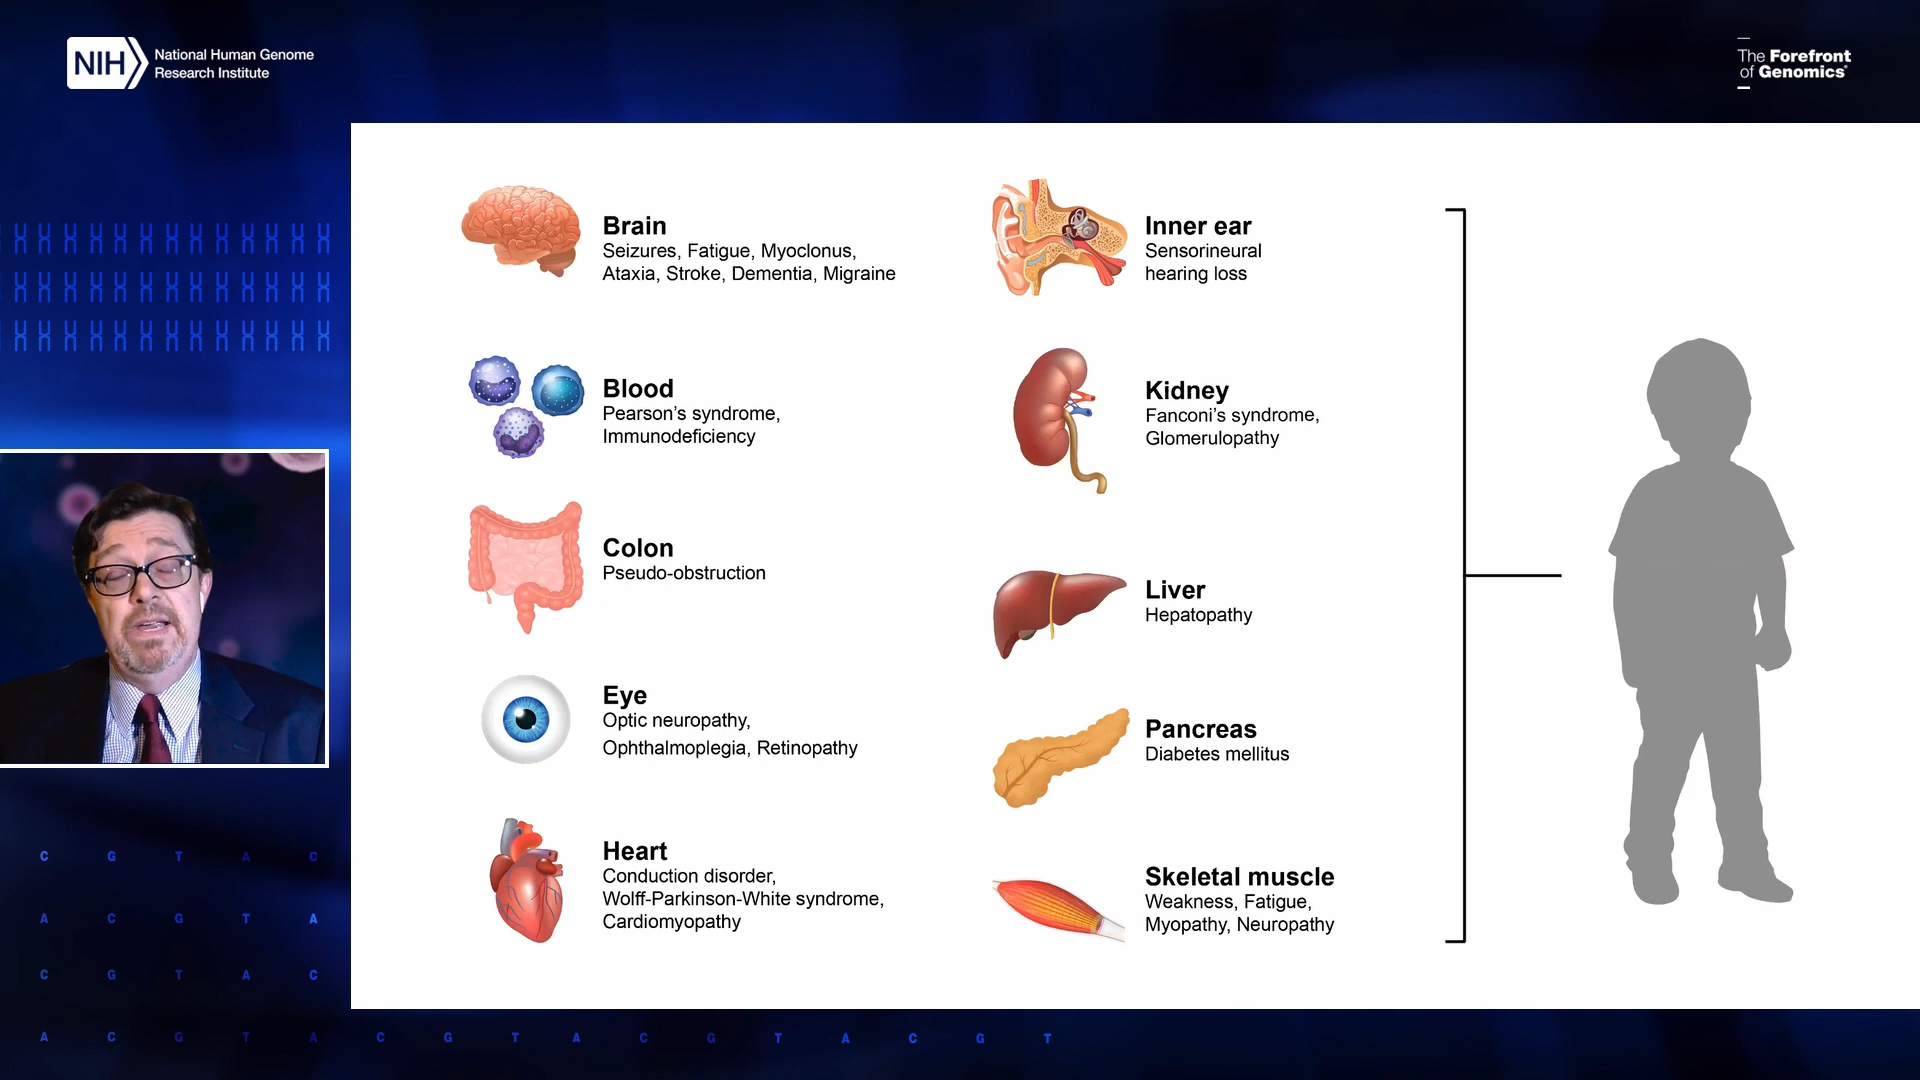 NIH
National Human Genome
Research Institute
The Forefront
of Genomics®
Brain
Seizures, Fatigue, Myoclonus,
Ataxia, Stroke, Dementia, Migraine
Blood
Pearson’s syndrome,
Immunodeficiency
Colon
Pseudo-obstruction
Eye
Optic neuropathy,
Ophthalmoplegia, Retinopathy
Heart
Conduction disorder,
Wolff-Parkinson-White syndrome,
Cardiomyopathy
Inner ear
Sensorineural
hearing loss
Kidney
Fanconi’s syndrome,
Glomerulopathy
Liver
Hepatopathy
Pancreas
Diabetes mellitus
Skeletal muscle
Weakness, Fatigue,
Myopathy, Neuropathy
C G T A C
A C G T A
C G T A C
A C G T A C G T A C G T A C G T